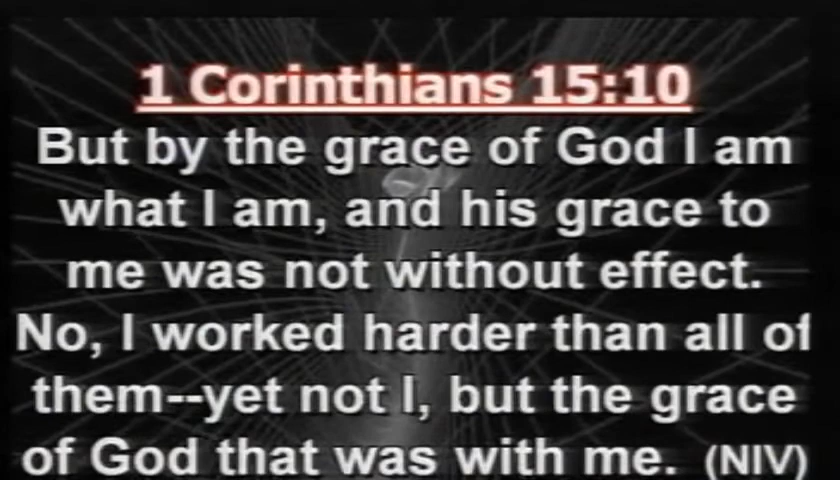 1 Corinthians 15:10
But by the grace of God I am
what I am, and his grace to
me was not without effect.
No, I worked harder than all of
them--yet not I, but the grace
of God that was with me. (NIV)